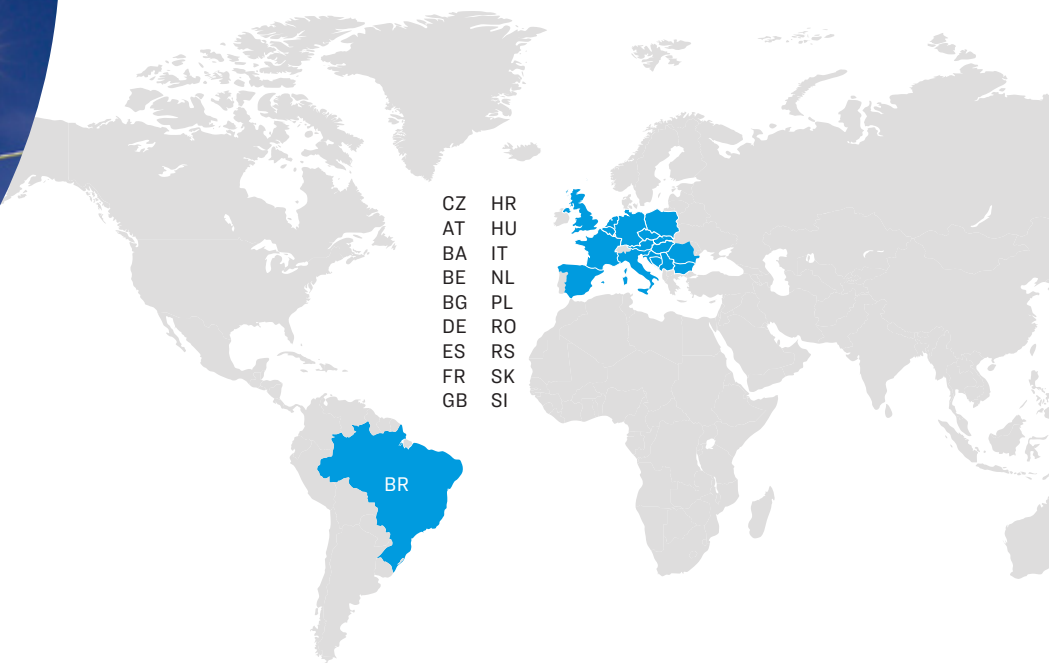 CZ HR
AT HU
BA IT
BE NL
BG PL
DE RO
ES RS
FR SK
GB SI
BR